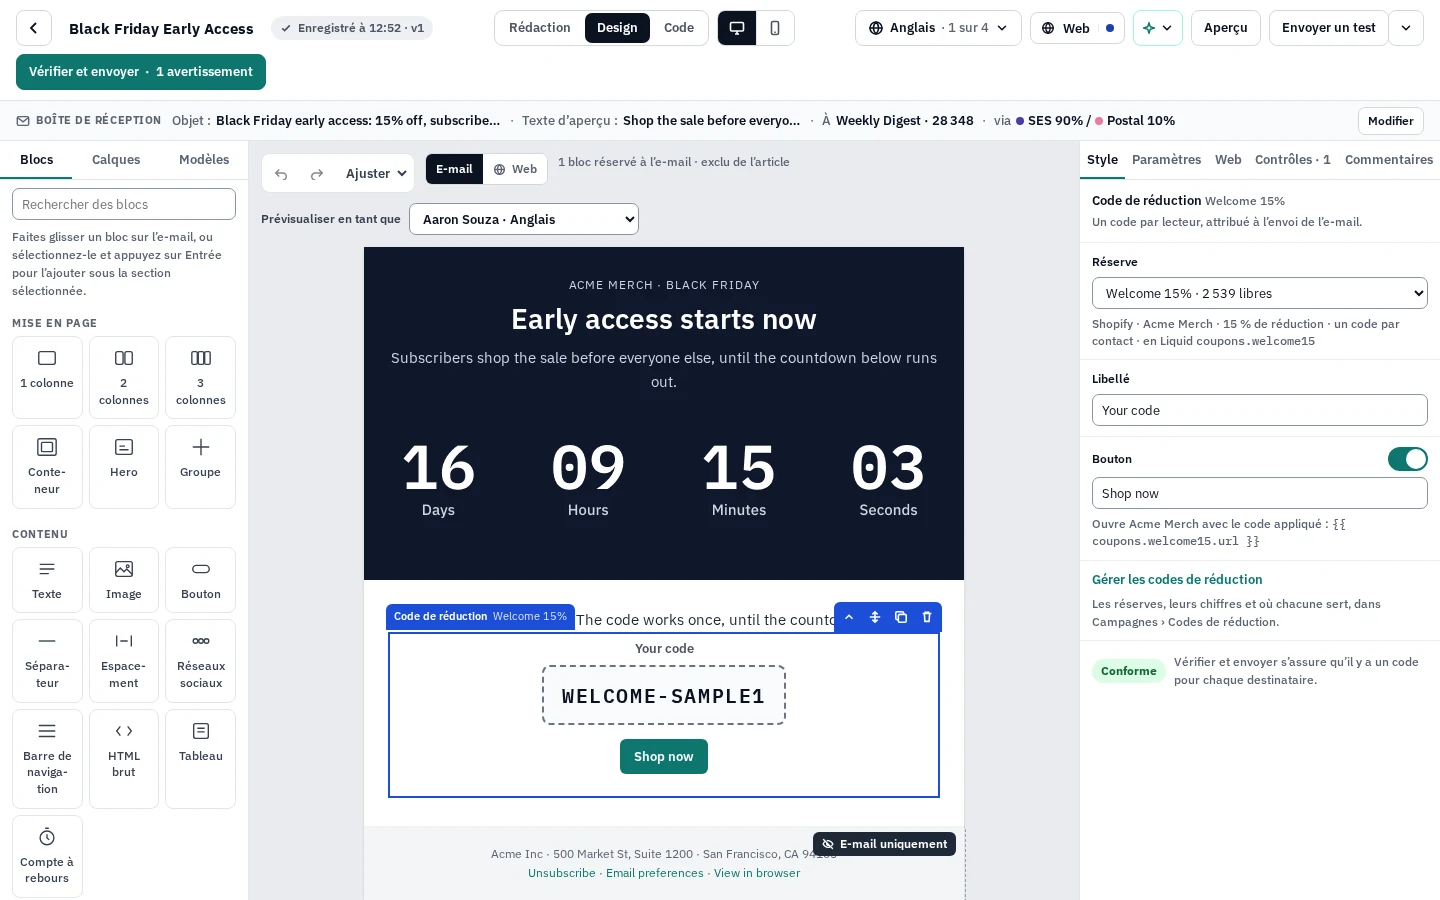 Black Friday Early Access
Enregistré à 12:52 · v1
Rédaction
Design
Code
Anglais · 1 sur 4
Web
Aperçu
Envoyer un test
Vérifier et envoyer · 1 avertissement
BOÎTE DE RÉCEPTION
Objet : Black Friday early access: 15% off, subscribe… · Texte d’aperçu : Shop the sale before everyo… · À Weekly Digest · 28 348 · via SES 90% / Postal 10%
Modifier
Blocs
Calques
Modèles
Rechercher des blocs
Faites glisser un bloc sur l’e-mail, ou
sélectionnez-le et appuyez sur Entrée
pour l’ajouter sous la section
sélectionnée.
MISE EN PAGE
1 colonne
2
colonnes
3
colonnes
Conte-
neur
Hero
Groupe
CONTENU
Texte
Image
Bouton
Sépara-
teur
Espace-
ment
Réseaux
sociaux
Barre de
naviga-
tion
HTML
brut
Tableau
Compte à
rebours
Ajuster
E-mail
Web
1 bloc réservé à l’e-mail · exclu de l’article
Prévisualiser en tant que
Aaron Souza · Anglais
ACME MERCH · BLACK FRIDAY
Early access starts now
Subscribers shop the sale before everyone else, until the countdown below runs
out.
16
09
15
03
Days
Hours
Minutes
Seconds
Code de réduction Welcome 15%
The code works once, until the
Your code
WELCOME-SAMPLE1
Shop now
E-mail uniquement
Acme Inc · 500 Market St, Suite 1200 · San Francisco, CA
Unsubscribe · Email preferences · View in browser
Style
Paramètres
Web
Contrôles · 1
Commentaires
Code de réduction Welcome 15%
Un code par lecteur, attribué à l’envoi de l’e-mail.
Réserve
Welcome 15% · 2 539 libres
Shopify · Acme Merch · 15 % de réduction · un code par
contact · en Liquid coupons.welcome15
Libellé
Your code
Bouton
Shop now
Ouvre Acme Merch avec le code appliqué : {{
coupons.welcome15.url }}
Gérer les codes de réduction
Les réserves, leurs chiffres et où chacune sert, dans
Campagnes › Codes de réduction.
Conforme
Vérifier et envoyer s’assure qu’il y a un code
pour chaque destinataire.